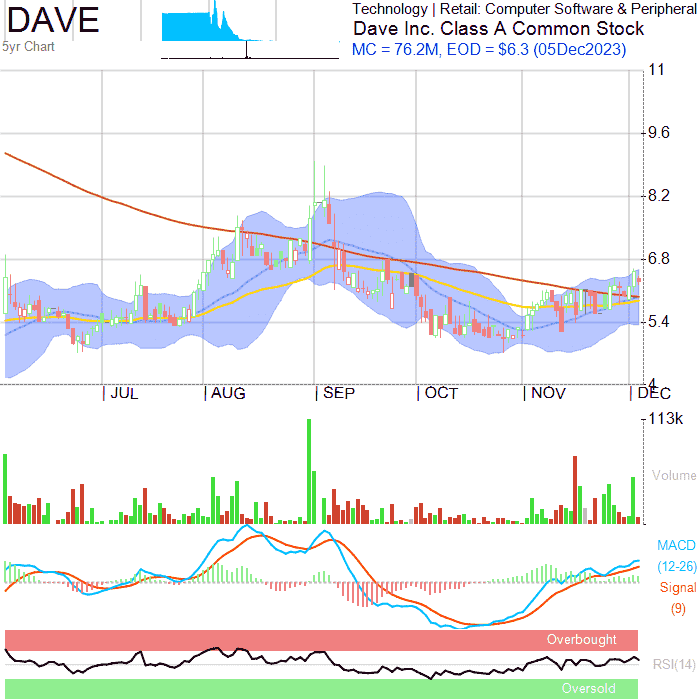 DAVE
5yr Chart
Technology | Retail: Computer Software & Peripheral
Dave Inc. Class A Common Stock
MC = 76.2M, EOD = $6.3 (05Dec2023)
11
9.6
8.2
6.8
5.4
4
JUL
AUG
SEP
OCT
NOV
DEC
113k
Volume
MACD
(12-26)
Signal
(9)
Overbought
RSI(14)
Oversold